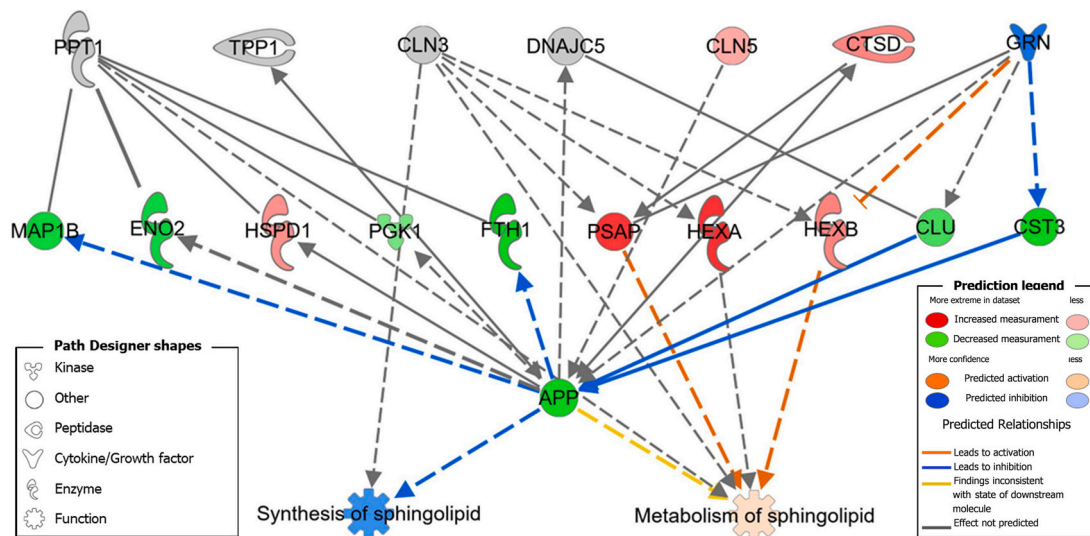 PPT1
TPP1
CLN3
DNAJC5
CLN5
CTSD
GRN
MAP1B
ENO2
HSPD1
PGK1
FTH1
PSAP
HEXA
HEXB
CLU
CST3
APP
Synthesis of sphingolipid
Metabolism of sphingolipid
Path Designer shapes
Kinase
Other
Peptidase
Cytokine/Growth factor
Enzyme
Function
Prediction legend
More extreme in dataset less
Increased measurement
Decreased measurement
More confidence less
Predicted activation
Predicted inhibition
Predicted Relationships
Leads to activation
Leads to inhibition
Findings inconsistent
with state of downstream
molecule
Effect not predicted